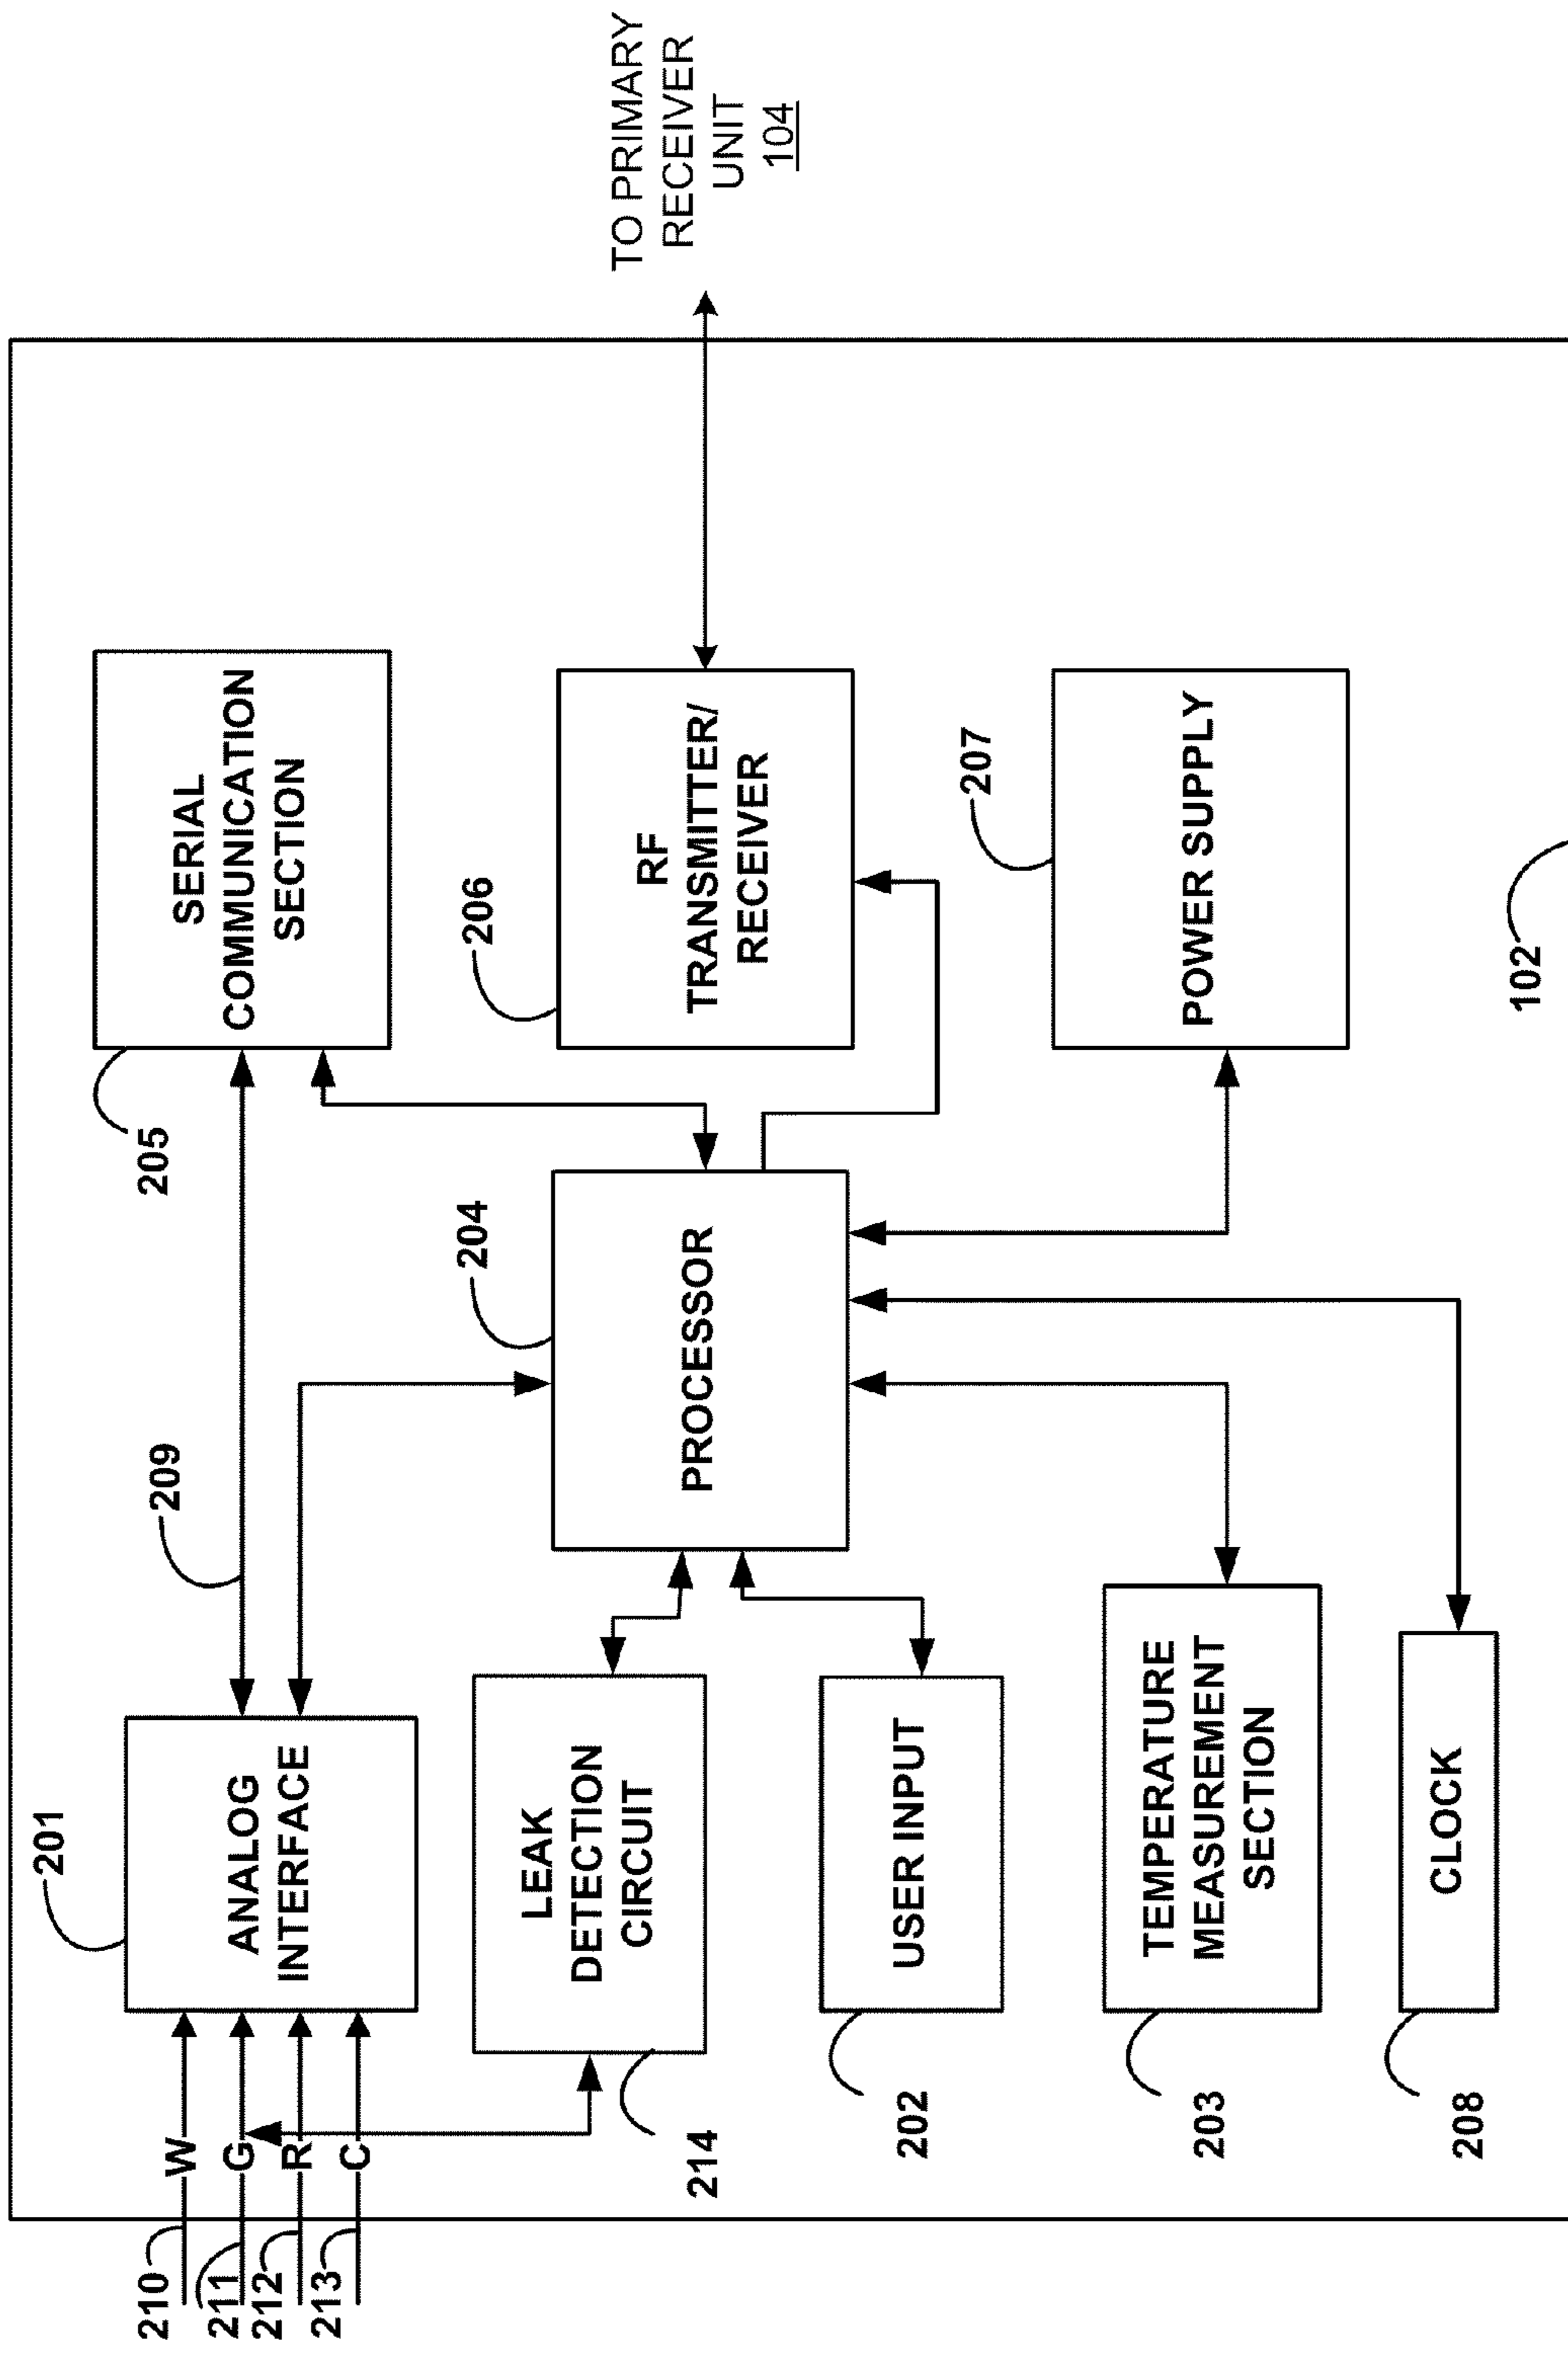 210
211
212
213
W
G
R
C
201
ANALOG
INTERFACE
209
205
SERIAL
COMMUNICATION
SECTION
214
LEAK
DETECTION
CIRCUIT
204
PROCESSOR
206
RF
TRANSMITTER/
RECEIVER
TO PRIMARY
RECEIVER
UNIT
104
202
USER INPUT
203
TEMPERATURE
MEASUREMENT
SECTION
207
POWER SUPPLY
208
CLOCK
102